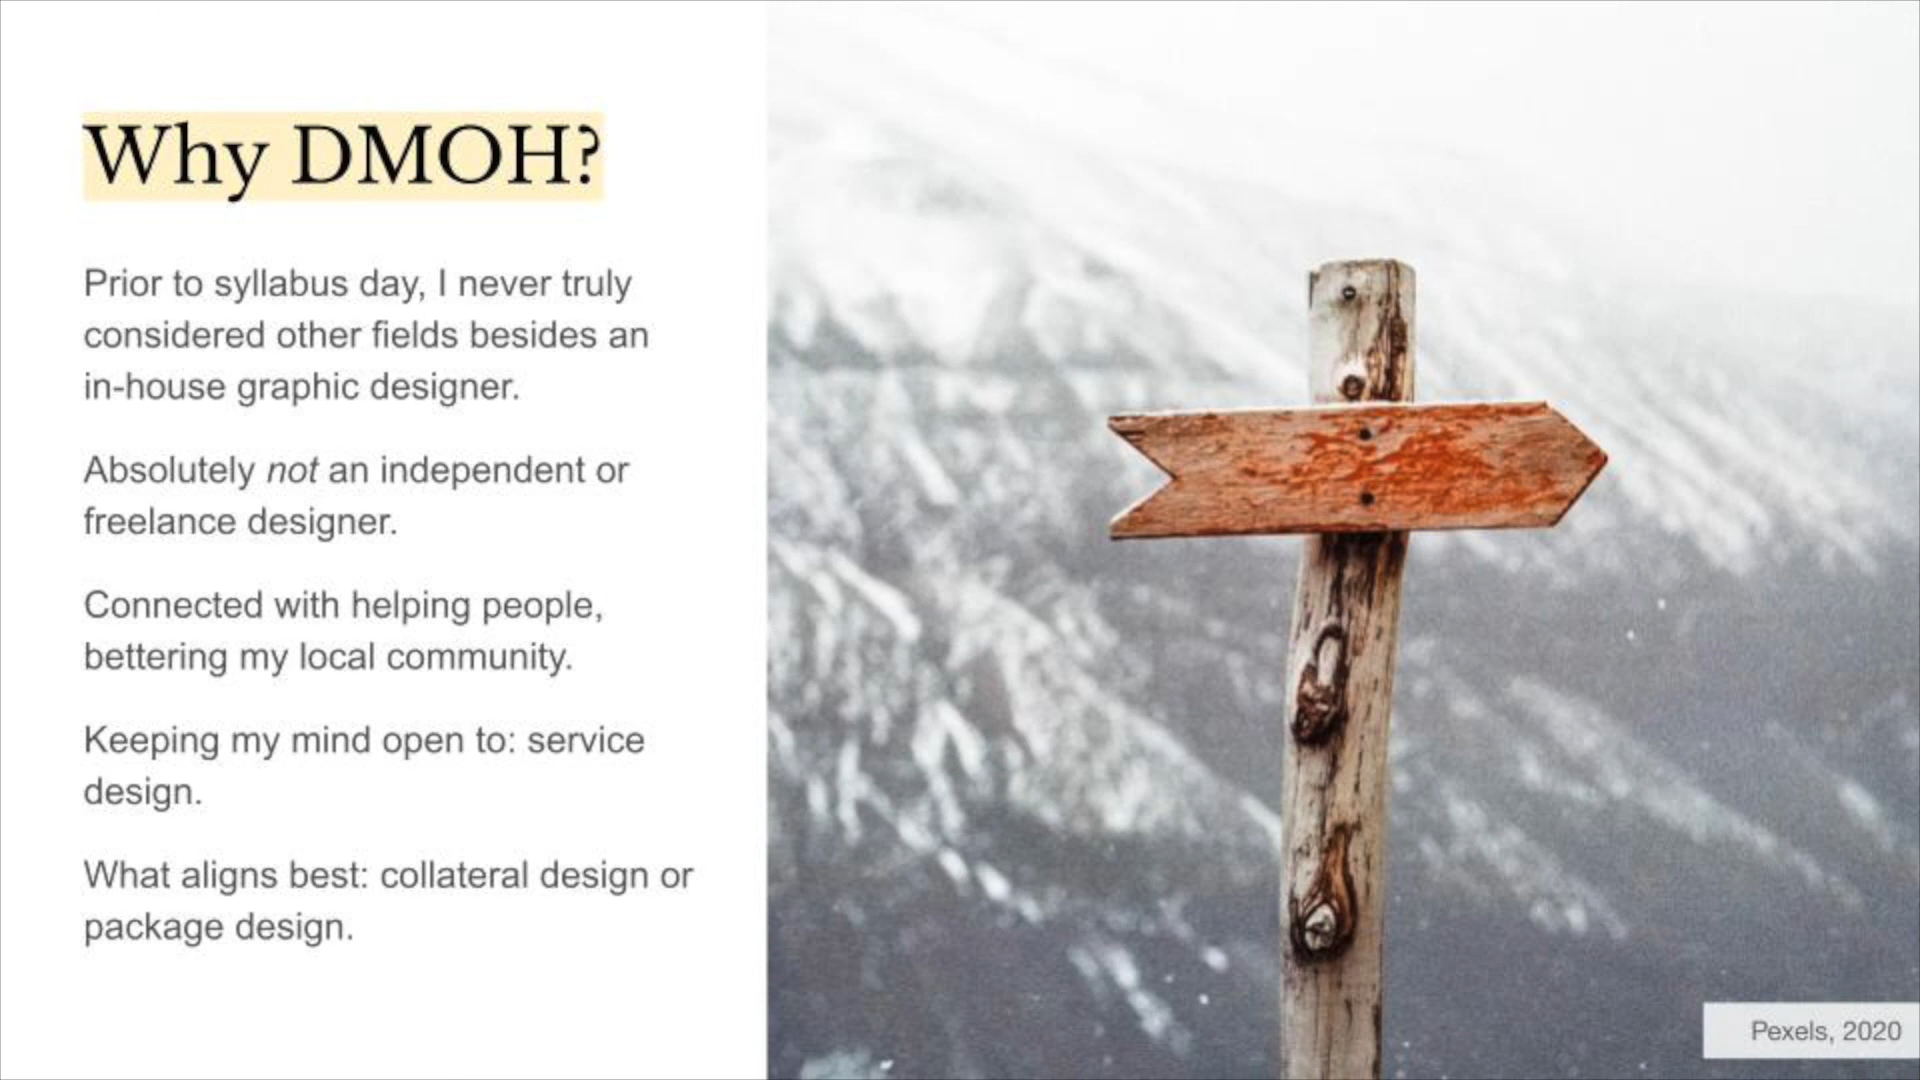 Why DMOH?
Prior to syllabus day, I never truly
considered other fields besides an
in-house graphic designer.
Absolutely not an independent or
freelance designer.
Connected with helping people,
bettering my local community.
Keeping my mind open to: service
design.
What aligns best: collateral design or
package design.
Pexels, 2020